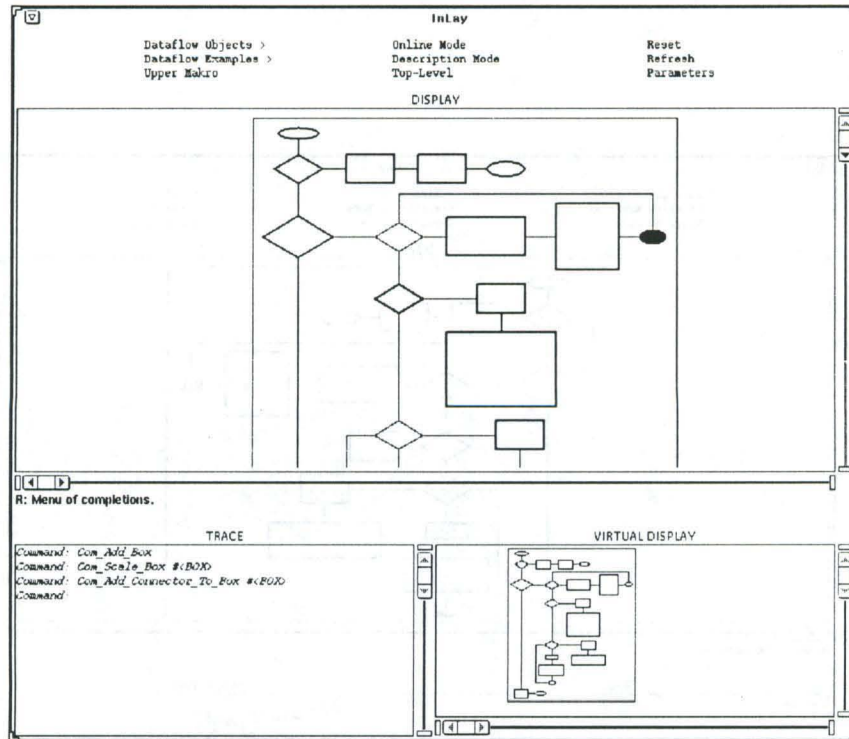 InLay
Dataflow Objects > Online Mode Reset
Dataflow Examples > Description Mode Refresh
Upper Makro Top-Level Parameters
DISPLAY
R: Menu of completions.
TRACE
Command: Com_Add_Box
Command: Com_Scale_Box #<BOX>
Command: Com_Add_Connector_To_Box #<BOX>
Command:
VIRTUAL DISPLAY